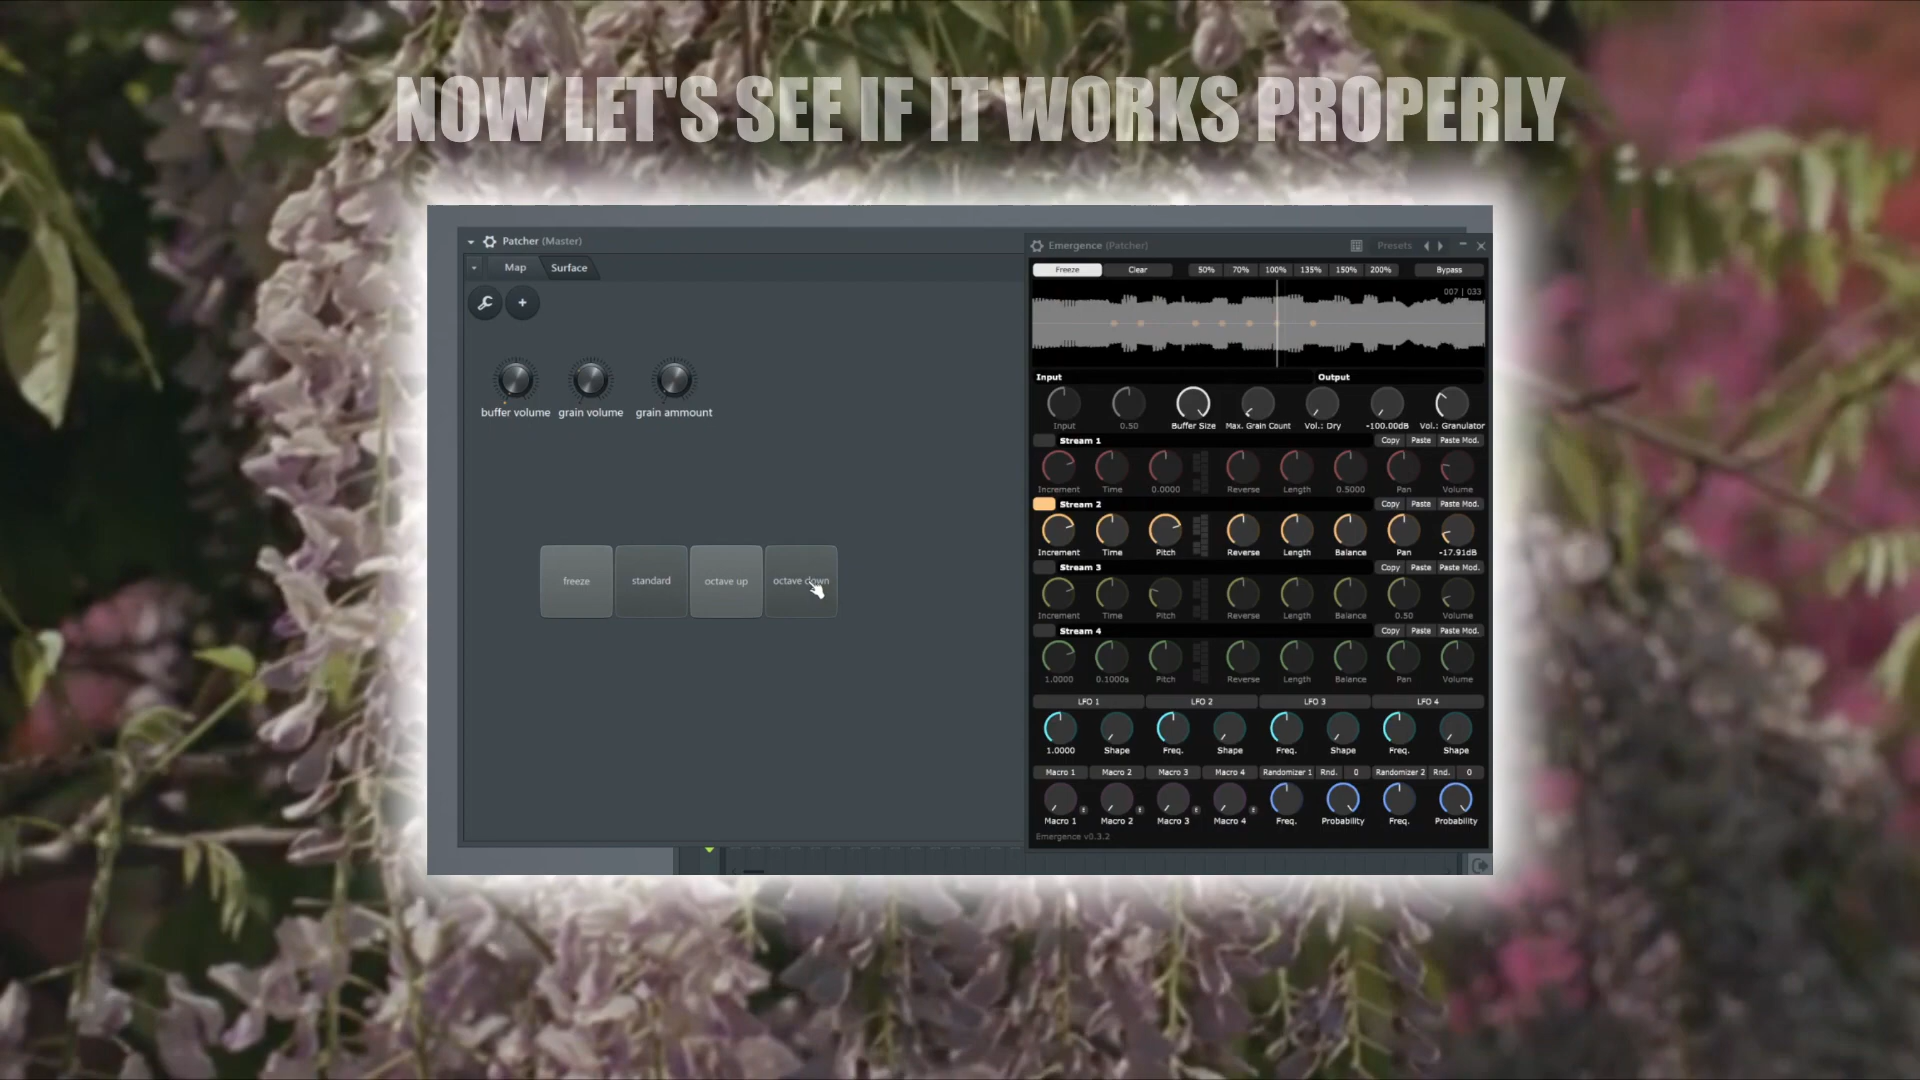 NOW LET'S SEE IF IT WORKS PROPERLY
Patcher (Master)
Map Surface
+
buffer volume grain volume grain ammount
freeze standard octave up octave down
Emergence (Patcher) Presets
Freeze Clear 50% 70% 100% 135% 150% 200% Bypass
007 | 033
Input Output
Input 0.50 Buffer Size Max. Grain Count Vol.: Dry -100.00dB Vol.: Granulator
Stream 1 Copy Paste Paste Mod.
Increment Time 0.0000 Reverse Length 0.5000 Pan Volume
Stream 2 Copy Paste Paste Mod.
Increment Time Pitch Reverse Length Balance Pan -17.91dB
Stream 3 Copy Paste Paste Mod.
Increment Time Pitch Reverse Length Balance 0.50 Volume
Stream 4 Copy Paste Paste Mod.
1.0000 0.1000s Pitch Reverse Length Balance Pan Volume
LFO 1 LFO 2 LFO 3 LFO 4
1.0000 Shape Freq. Shape Freq. Shape Freq. Shape
Macro 1 Macro 2 Macro 3 Macro 4 Randomizer 1 Rnd. 0 Randomizer 2 Rnd. 0
Macro 1 Macro 2 Macro 3 Macro 4 Freq. Probability Freq. Probability
Emergence v0.3.2